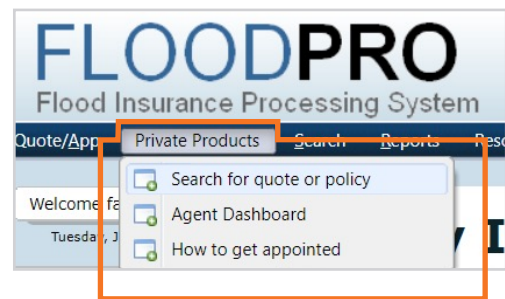 FLOODPRO
Flood Insurance Processing System
Quote/App Private Products Search Reports
Search for quote or policy
Welcome
Agent Dashboard
Tuesday,
How to get appointed